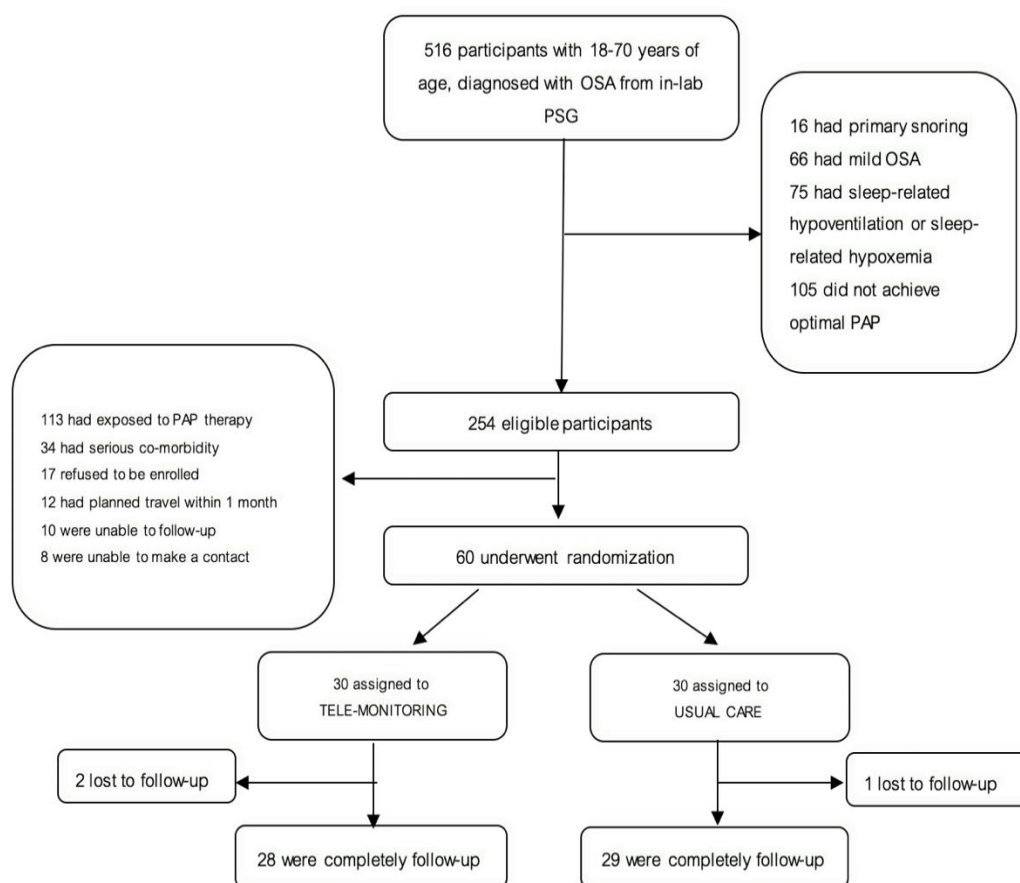 516 participants with 18-70 years of
age, diagnosed with OSA from in-lab
PSG
16 had primary snoring
66 had mild OSA
75 had sleep-related
hypoventilation or sleep-
related hypoxemia
105 did not achieve
optimal PAP
254 eligible participants
113 had exposed to PAP therapy
34 had serious co-morbidity
17 refused to be enrolled
12 had planned travel within 1 month
10 were unable to follow-up
8 were unable to make a contact
60 underwent randomization
30 assigned to
TELE-MONITORING
30 assigned to
USUAL CARE
2 lost to follow-up
1 lost to follow-up
28 were completely follow-up
29 were completely follow-up